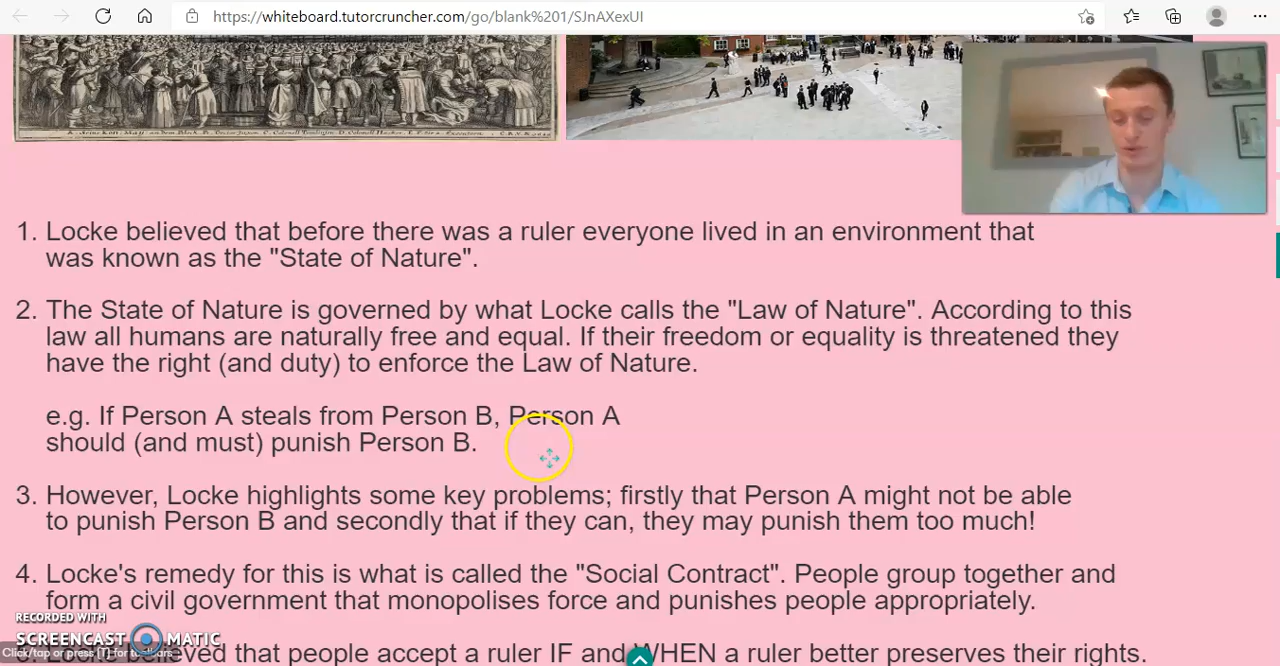 https://whiteboard.tutorcruncher.com/go/blank%201/SJnAXexUI
1. Locke believed that before there was a ruler everyone lived in an environment that
was known as the "State of Nature".
2. The State of Nature is governed by what Locke calls the "Law of Nature". According to this
law all humans are naturally free and equal. If their freedom or equality is threatened they
have the right (and duty) to enforce the Law of Nature.
e.g. If Person A steals from Person B, Person A
should (and must) punish Person B.
3. However, Locke highlights some key problems; firstly that Person A might not be able
to punish Person B and secondly that if they can, they may punish them too much!
4. Locke's remedy for this is what is called the "Social Contract". People group together and
form a civil government that monopolises force and punishes people appropriately.
RECORDED WITH
SCREENCAST MATIC
Click/tap or press [T] for
Locke believed that people accept a ruler IF and WHEN a ruler better preserves their rights.